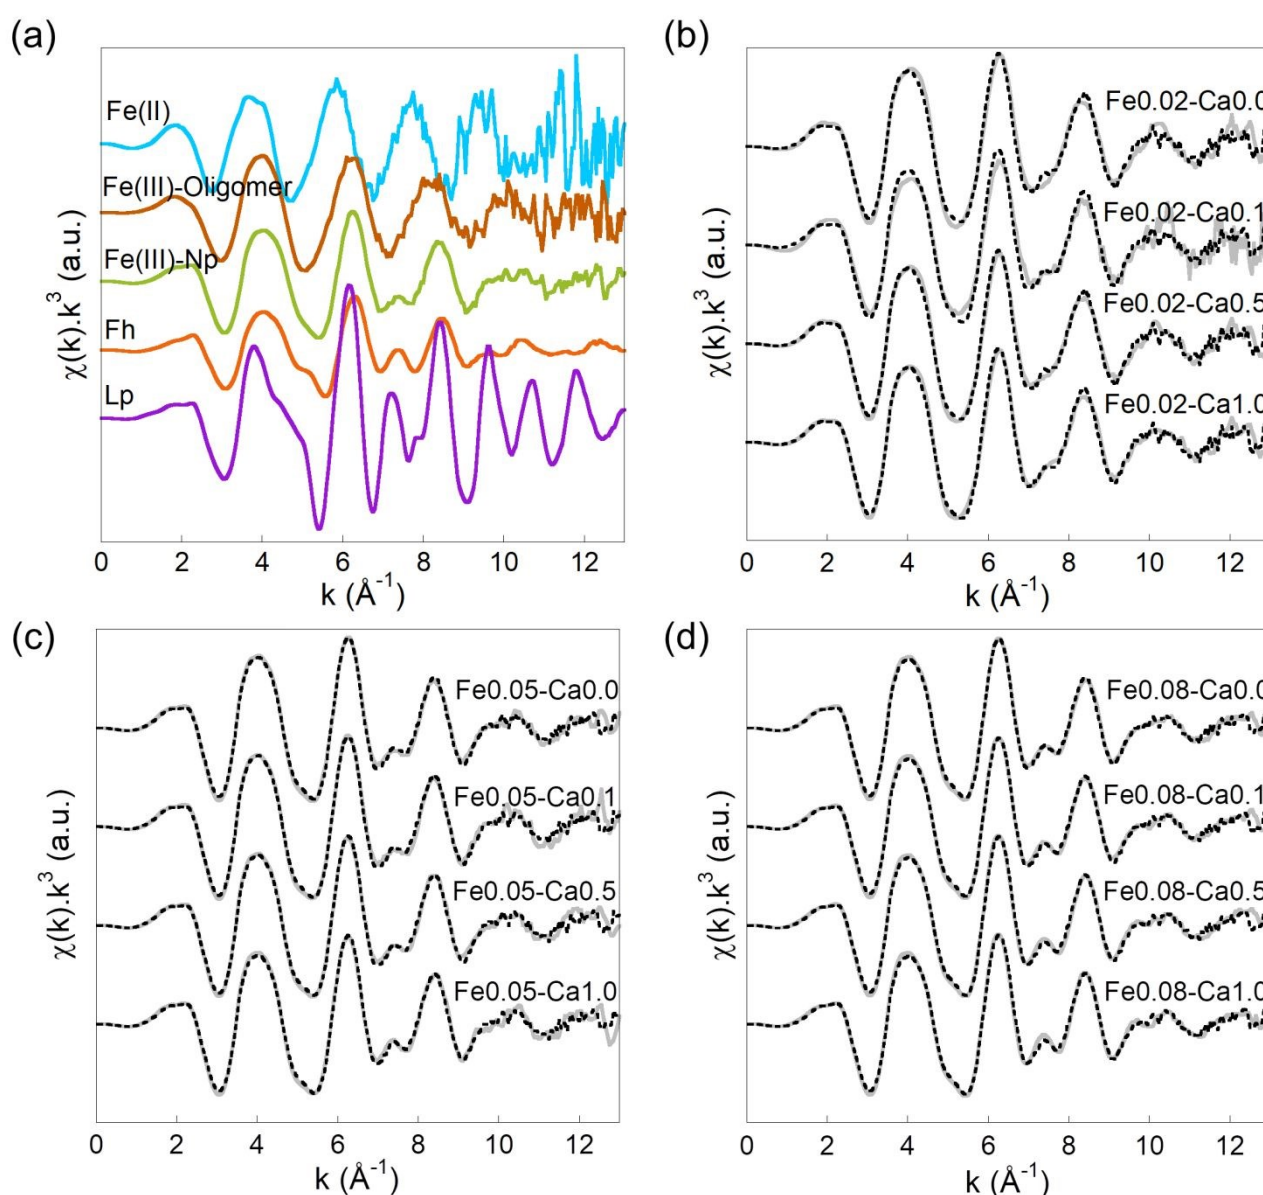 (a)
Fe(II)
Fe(III)-Oligomer
Fe(III)-Np
Fh
Lp
χ(k).k³ (a.u.)
0 2 4 6 8 10 12
k (Å⁻¹)
(b)
Fe0.02-Ca0.0
Fe0.02-Ca0.1
Fe0.02-Ca0.5
Fe0.02-Ca1.0
χ(k).k³ (a.u.)
0 2 4 6 8 10 12
k (Å⁻¹)
(c)
Fe0.05-Ca0.0
Fe0.05-Ca0.1
Fe0.05-Ca0.5
Fe0.05-Ca1.0
χ(k).k³ (a.u.)
0 2 4 6 8 10 12
k (Å⁻¹)
(d)
Fe0.08-Ca0.0
Fe0.08-Ca0.1
Fe0.08-Ca0.5
Fe0.08-Ca1.0
χ(k).k³ (a.u.)
0 2 4 6 8 10 12
k (Å⁻¹)